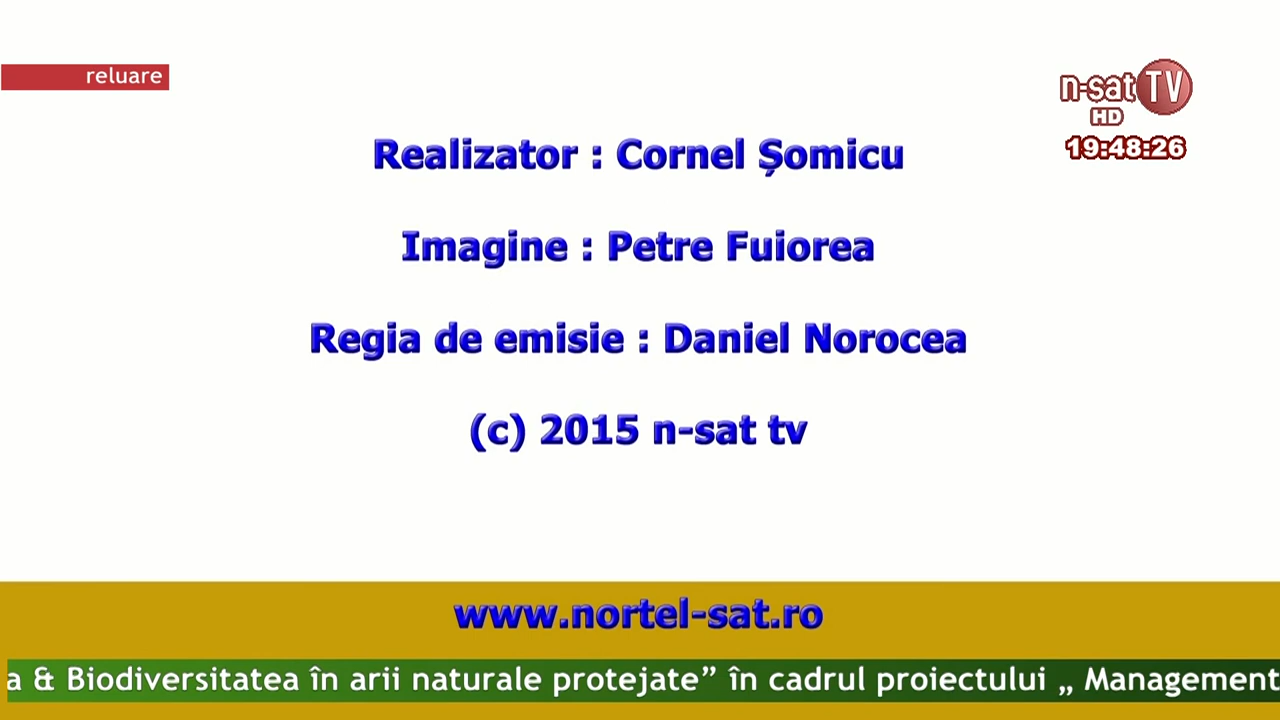 reluare
n-sat TV
HD
19:48:26
Realizator : Cornel Șomicu
Imagine : Petre Fuiorea
Regia de emisie : Daniel Norocea
(c) 2015 n-sat tv
www.nortel-sat.ro
a & Biodiversitatea în arii naturale protejate” în cadrul proiectului „ Management